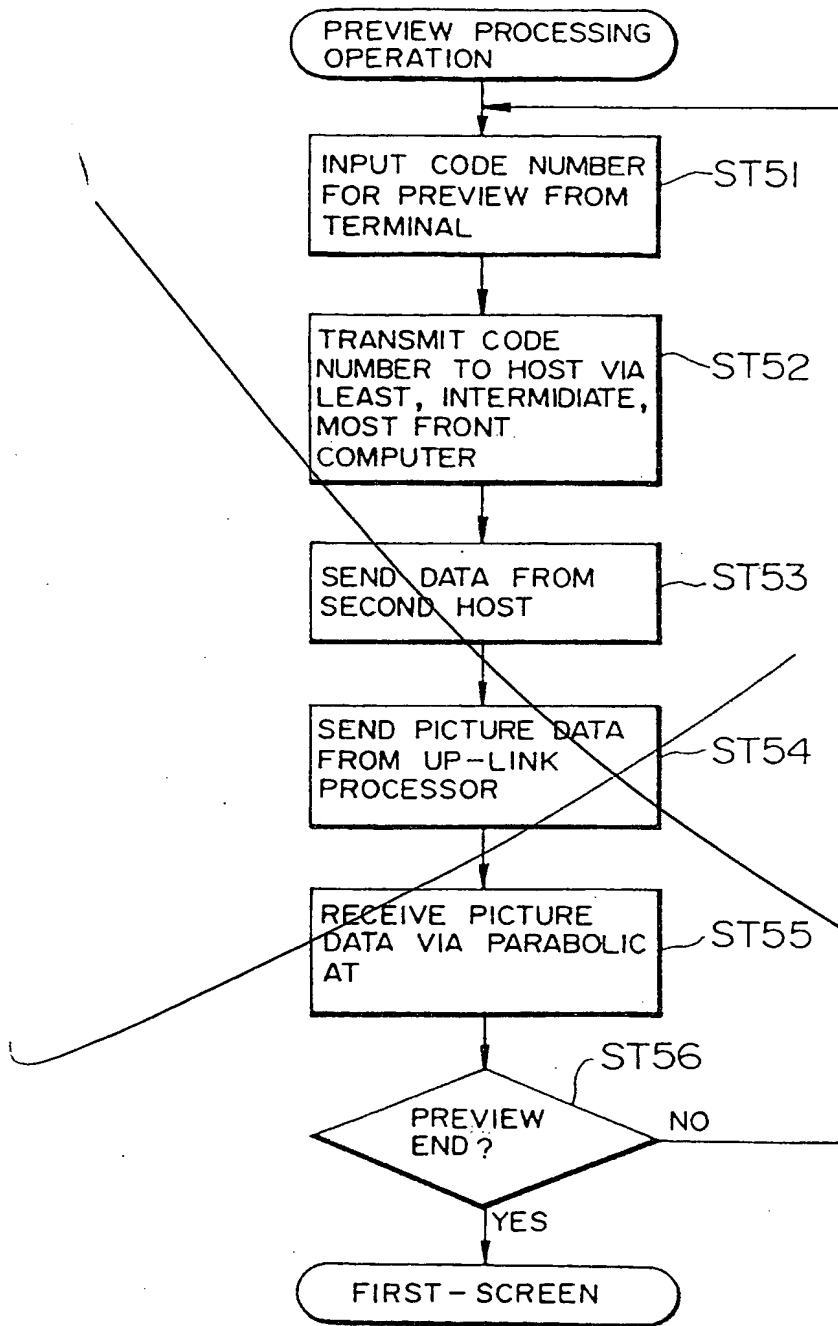 PREVIEW PROCESSING
OPERATION
INPUT CODE NUMBER
FOR PREVIEW FROM
TERMINAL
ST51
TRANSMIT CODE
NUMBER TO HOST VIA
LEAST, INTERMIDIATE,
MOST FRONT
COMPUTER
ST52
SEND DATA FROM
SECOND HOST
ST53
SEND PICTURE DATA
FROM UP-LINK
PROCESSOR
ST54
RECEIVE PICTURE
DATA VIA PARABOLIC
AT
ST55
ST56
PREVIEW
END?
NO
YES
FIRST-SCREEN